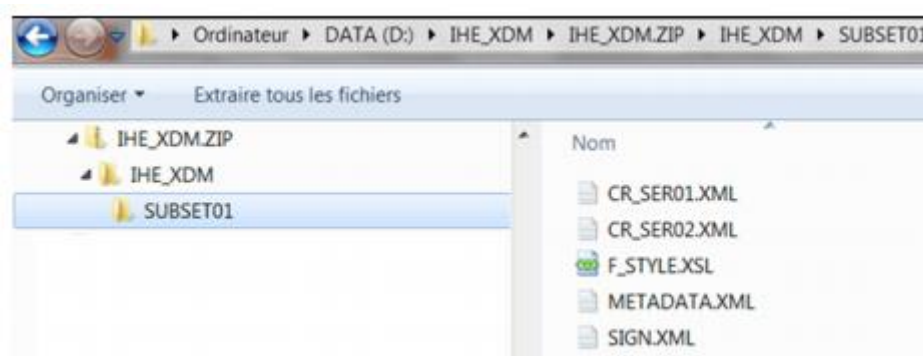 Ordinateur ▸ DATA (D:) ▸ IHE_XDM ▸ IHE_XDM.ZIP ▸ IHE_XDM ▸ SUBSET01
Organiser Extraire tous les fichiers
IHE_XDM.ZIP
IHE_XDM
SUBSET01
Nom
CR_SER01.XML
CR_SER02.XML
F_STYLE.XSL
METADATA.XML
SIGN.XML